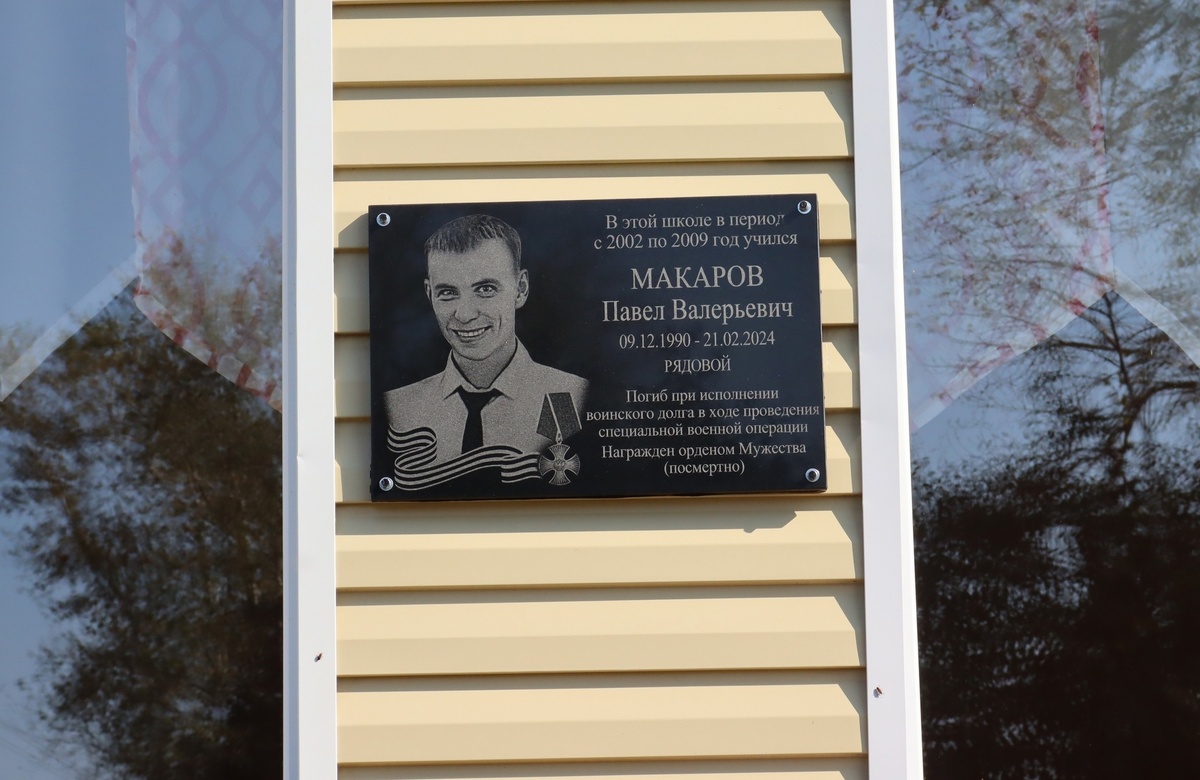 В этой школе в период
с 2002 по 2009 год учился
МАКАРОВ
Павел Валерьевич
09.12.1990 - 21.02.2024
РЯДОВОЙ
Погиб при исполнении
воинского долга в ходе проведения
специальной военной операции
Награжден орденом Мужества
(посмертно)